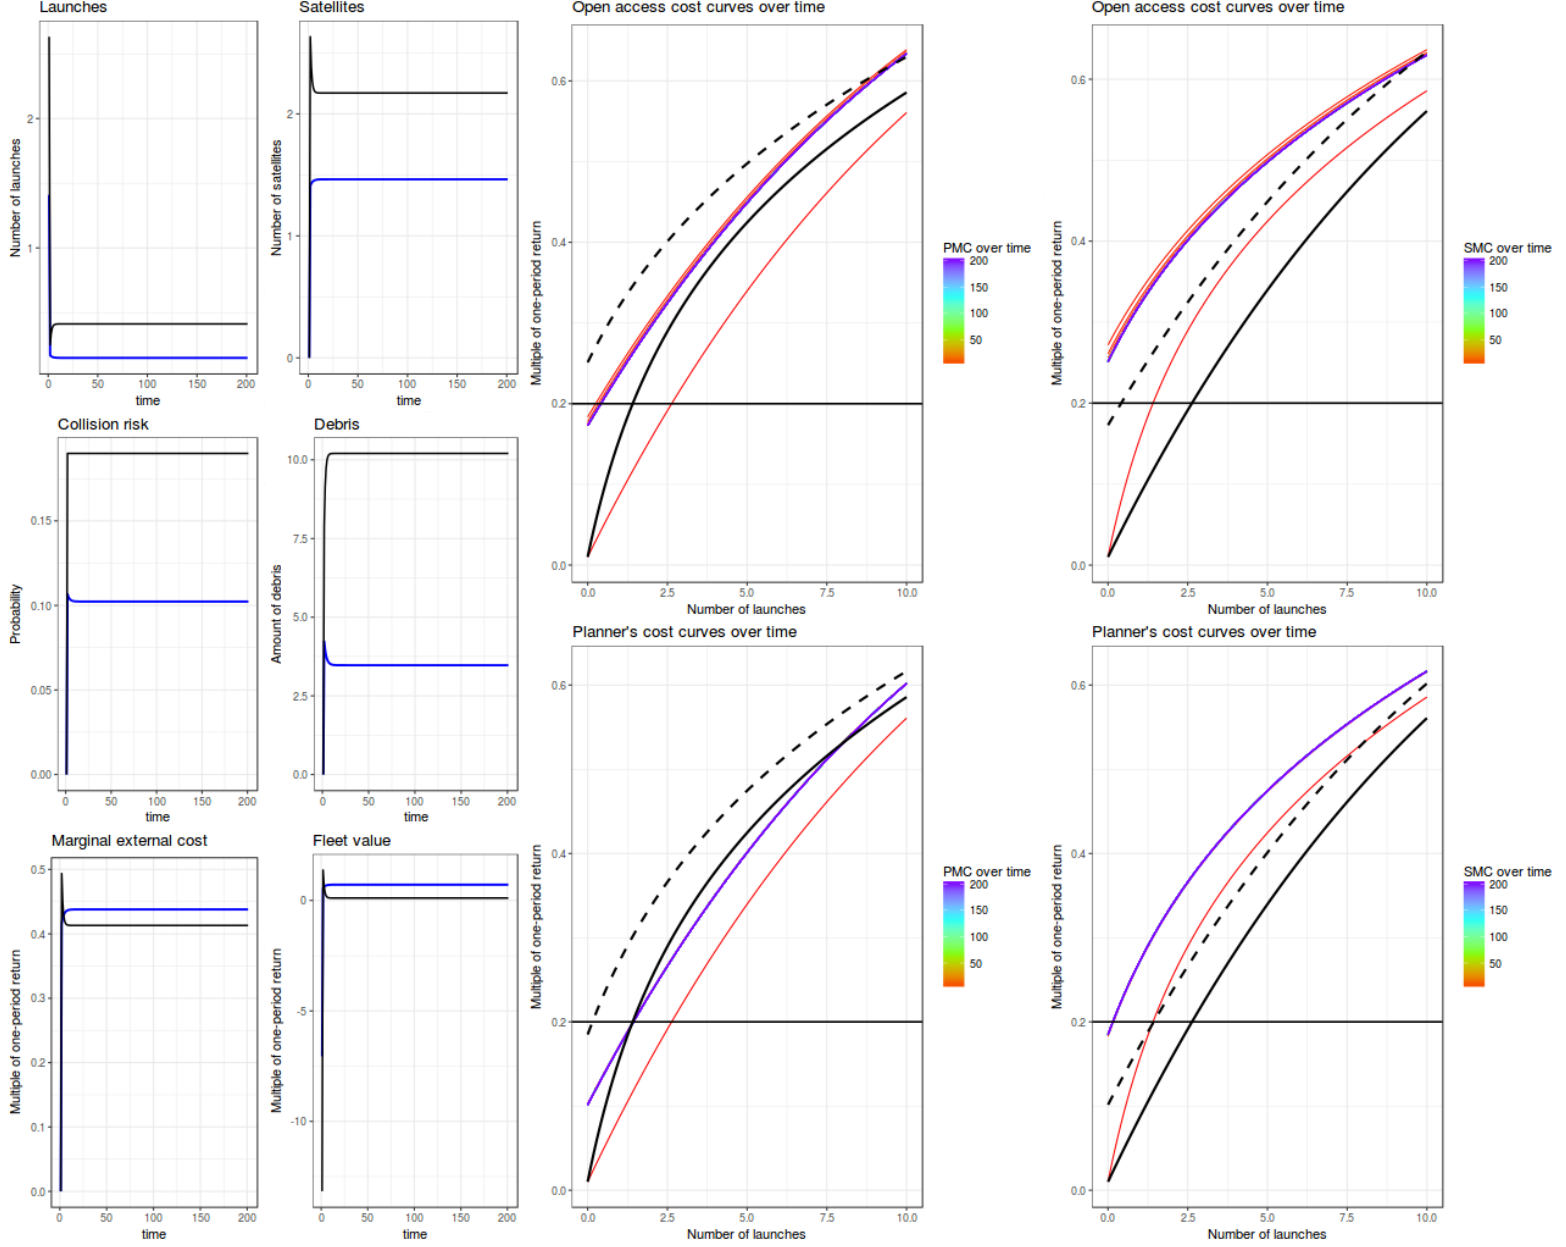 Launches
Number of launches
2
1
0 50 100 150 200
time
Satellites
Number of satellites
2
1
0
0 50 100 150 200
time
Open access cost curves over time
Multiple of one-period return
0.6
0.4
0.2
0.0
0.0 2.5 5.0 7.5 10.0
Number of launches
PMC over time
200
150
100
50
Open access cost curves over time
Multiple of one-period return
0.6
0.4
0.2
0.0
0.0 2.5 5.0 7.5 10.0
Number of launches
SMC over time
200
150
100
50
Collision risk
Probability
0.15
0.10
0.05
0.00
0 50 100 150 200
time
Debris
Amount of debris
10.0
7.5
5.0
2.5
0.0
0 50 100 150 200
time
Marginal external cost
Multiple of one-period return
0.5
0.4
0.3
0.2
0.1
0.0
0 50 100 150 200
time
Fleet value
Multiple of one-period return
0
-5
-10
0 50 100 150 200
time
Planner's cost curves over time
Multiple of one-period return
0.6
0.4
0.2
0.0
0.0 2.5 5.0 7.5 10.0
Number of launches
PMC over time
200
150
100
50
Planner's cost curves over time
Multiple of one-period return
0.6
0.4
0.2
0.0
0.0 2.5 5.0 7.5 10.0
Number of launches
SMC over time
200
150
100
50